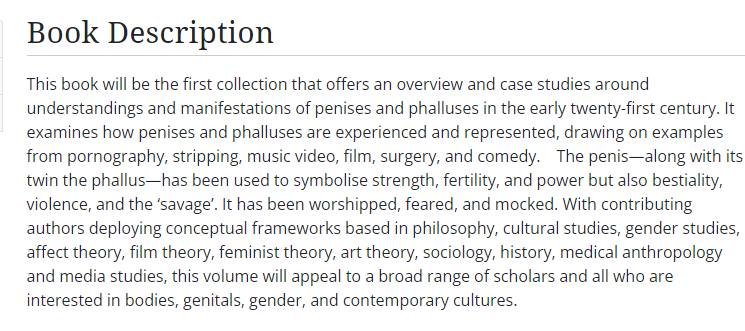 Book Description
This book will be the first collection that offers an overview and case studies around
understandings and manifestations of penises and phalluses in the early twenty-first century. It
examines how penises and phalluses are experienced and represented, drawing on examples
from pornography, stripping, music video, film, surgery, and comedy.    The penis—along with its
twin the phallus—has been used to symbolise strength, fertility, and power but also bestiality,
violence, and the ‘savage’. It has been worshipped, feared, and mocked. With contributing
authors deploying conceptual frameworks based in philosophy, cultural studies, gender studies,
affect theory, film theory, feminist theory, art theory, sociology, history, medical anthropology
and media studies, this volume will appeal to a broad range of scholars and all who are
interested in bodies, genitals, gender, and contemporary cultures.